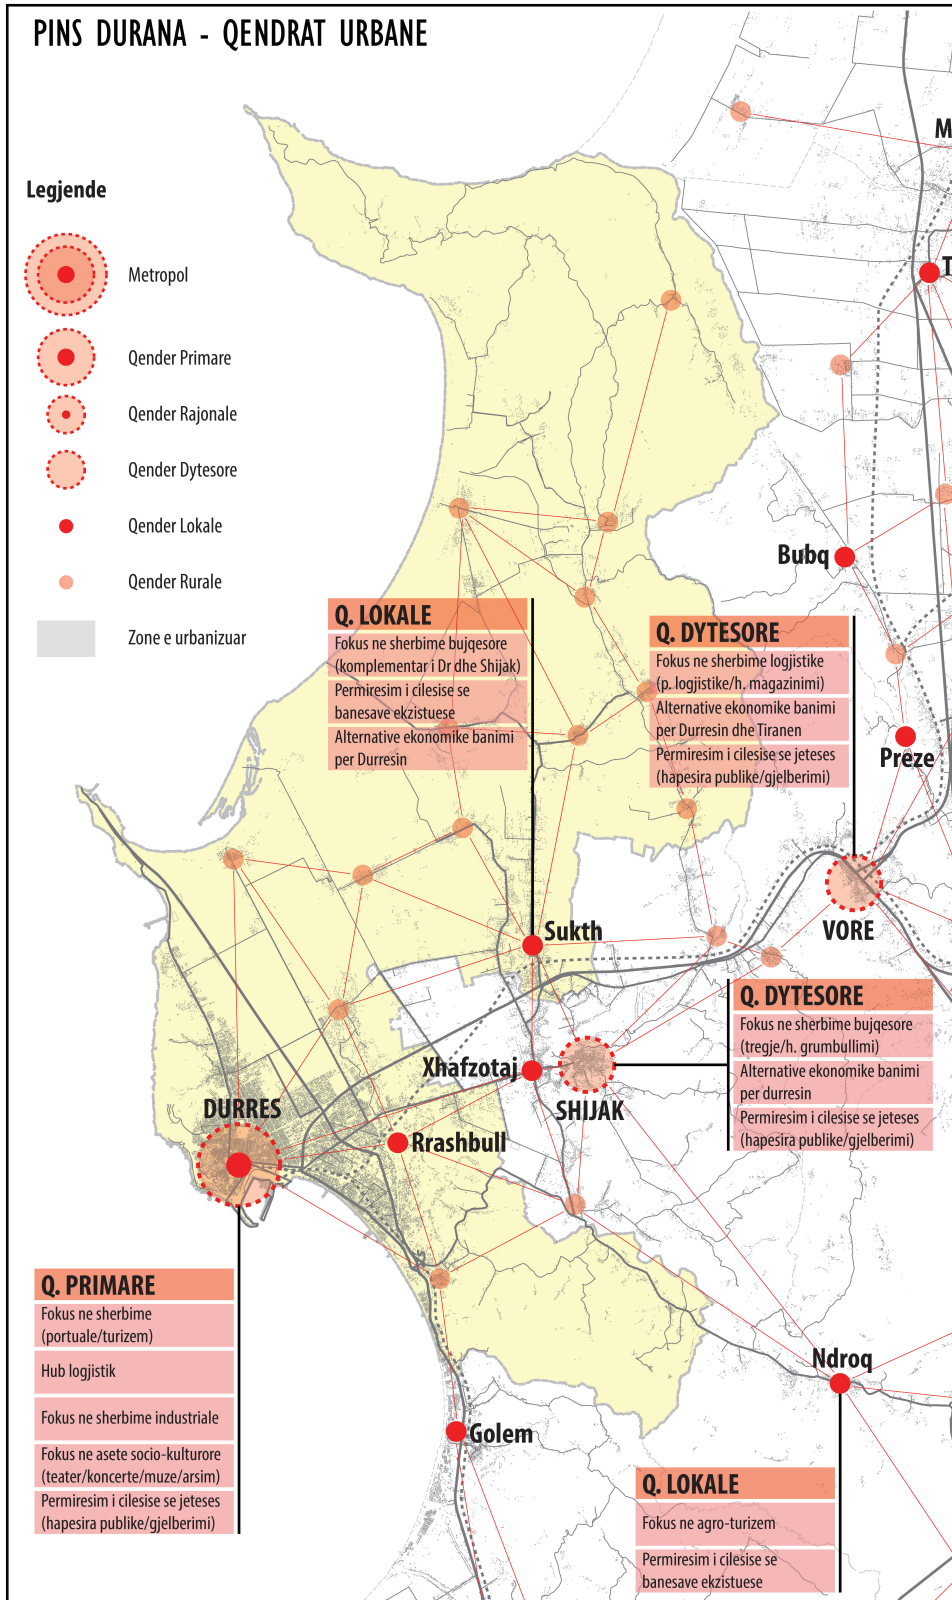 PINS DURANA - QENDRAT URBANE
Legjende
Metropol
Qender Primare
Qender Rajonale
Qender Dytesore
Qender Lokale
Qender Rurale
Zone e urbanizuar
M
T
Bubq
Q. LOKALE
Fokus ne sherbime bujqesore
(komplementar i Dr dhe Shijak)
Permiresim i cilesise se
banesave ekzistuese
Alternative ekonomike banimi
per Durresin
Q. DYTESORE
Fokus ne sherbime logjistike
(p. logjistike/h. magazinimi)
Alternative ekonomike banimi
per Durresin dhe Tiranen
Permiresim i cilesise se jeteses
(hapesira publike/gjelberimi)
Preze
VORE
Sukth
Q. DYTESORE
Fokus ne sherbime bujqesore
(tregje/h. grumbullimi)
Alternative ekonomike banimi
per durresin
Permiresim i cilesise se jeteses
(hapesira publike/gjelberimi)
Xhafzotaj
SHIJAK
DURRES
Rrashbull
Q. PRIMARE
Fokus ne sherbime
(portuale/turizem)
Hub logjistik
Fokus ne sherbime industriale
Fokus ne asete socio-kulturore
(teater/koncerte/muze/arsim)
Permiresim i cilesise se jeteses
(hapesira publike/gjelberimi)
Ndroq
Golem
Q. LOKALE
Fokus ne agro-turizem
Permiresim i cilesise se
banesave ekzistuese